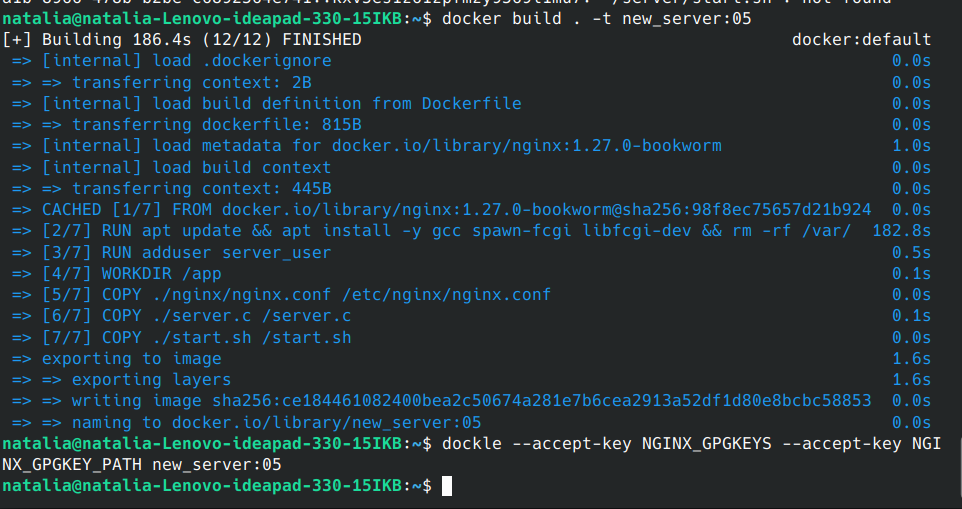 natalia@natalia-Lenovo-ideapad-330-15IKB:~$ docker build . -t new_server:05
[+] Building 186.4s (12/12) FINISHED docker:default
=> [internal] load .dockerignore 0.0s
=> => transferring context: 2B 0.0s
=> [internal] load build definition from Dockerfile 0.0s
=> => transferring dockerfile: 815B 0.0s
=> [internal] load metadata for docker.io/library/nginx:1.27.0-bookworm 1.0s
=> [internal] load build context 0.0s
=> => transferring context: 445B 0.0s
=> CACHED [1/7] FROM docker.io/library/nginx:1.27.0-bookworm@sha256:98f8ec75657d21b924 0.0s
=> [2/7] RUN apt update && apt install -y gcc spawn-fcgi libfcgi-dev && rm -rf /var/ 182.8s
=> [3/7] RUN adduser server_user 0.5s
=> [4/7] WORKDIR /app 0.1s
=> [5/7] COPY ./nginx/nginx.conf /etc/nginx/nginx.conf 0.0s
=> [6/7] COPY ./server.c /server.c 0.1s
=> [7/7] COPY ./start.sh /start.sh 0.0s
=> exporting to image 1.6s
=> => exporting layers 1.6s
=> => writing image sha256:ce184461082400bea2c50674a281e7b6cea2913a52df1d80e8bcbc58853 0.0s
=> => naming to docker.io/library/new_server:05 0.0s
natalia@natalia-Lenovo-ideapad-330-15IKB:~$ dockle --accept-key NGINX_GPGKEYS --accept-key NGI
NX_GPGKEY_PATH new_server:05
natalia@natalia-Lenovo-ideapad-330-15IKB:~$